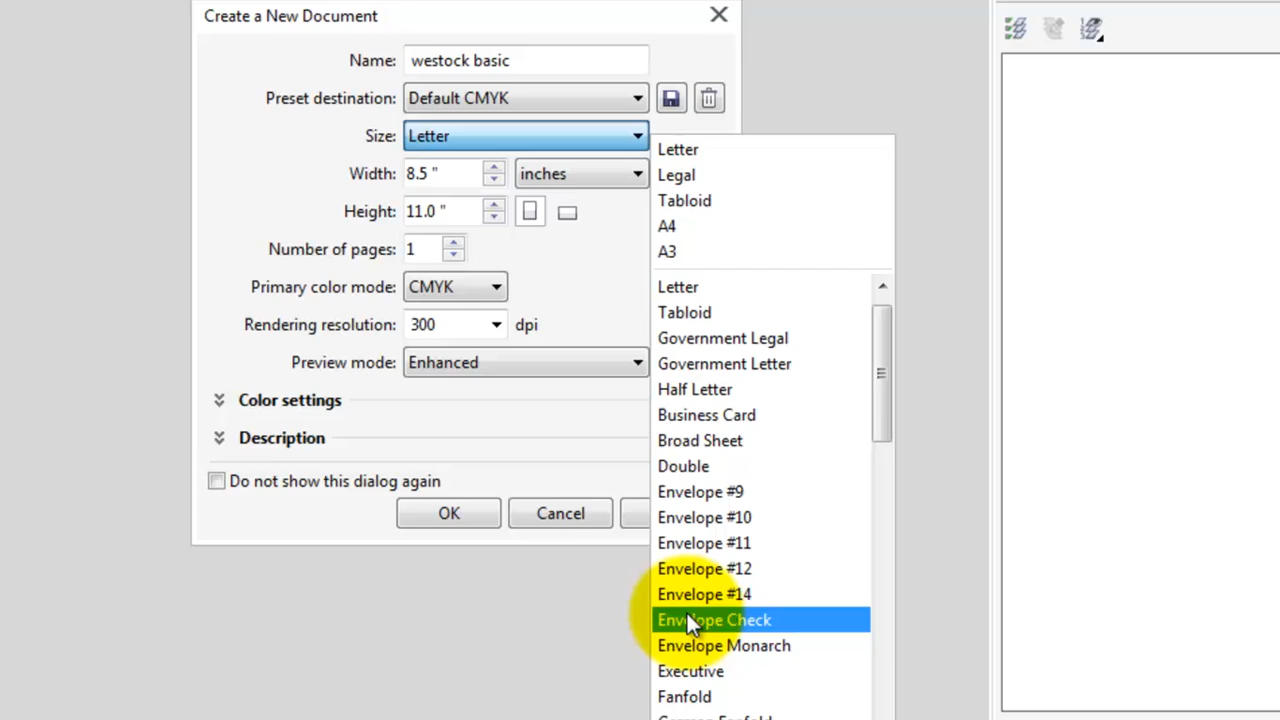 Create a New Document
Name: westock basic
Preset destination: Default CMYK
Size: Letter
Width: 8.5 " inches
Height: 11.0 "
Number of pages: 1
Primary color mode: CMYK
Rendering resolution: 300 dpi
Preview mode: Enhanced
Color settings
Description
Do not show this dialog again
OK Cancel
Letter
Legal
Tabloid
A4
A3
Letter
Tabloid
Government Legal
Government Letter
Half Letter
Business Card
Broad Sheet
Double
Envelope #9
Envelope #10
Envelope #11
Envelope #12
Envelope #14
Envelope Check
Envelope Monarch
Executive
Fanfold
German Fanfold